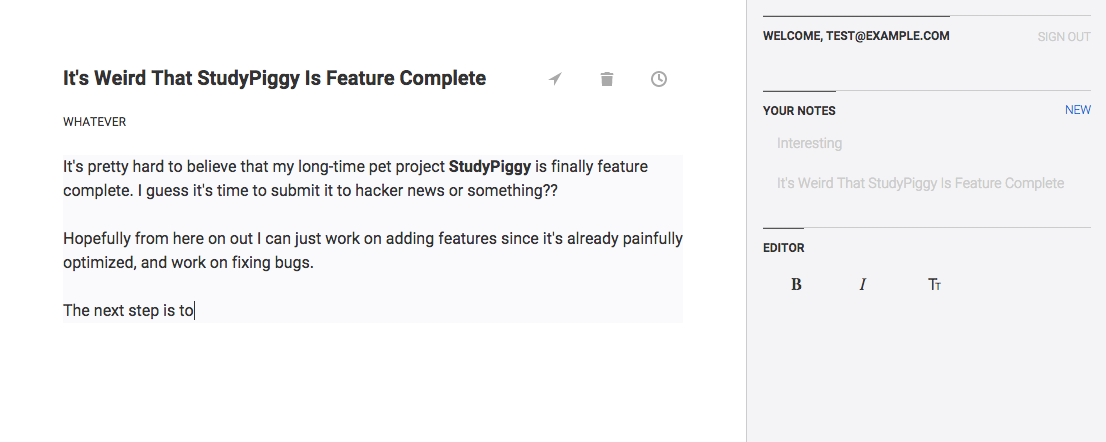 It's Weird That StudyPiggy Is Feature Complete
WHATEVER
It's pretty hard to believe that my long-time pet project StudyPiggy is finally feature
complete. I guess it's time to submit it to hacker news or something??
Hopefully from here on out I can just work on adding features since it's already painfully
optimized, and work on fixing bugs.
The next step is to
WELCOME, TEST@EXAMPLE.COM
SIGN OUT
YOUR NOTES
NEW
Interesting
It's Weird That StudyPiggy Is Feature Complete
EDITOR
B I TT